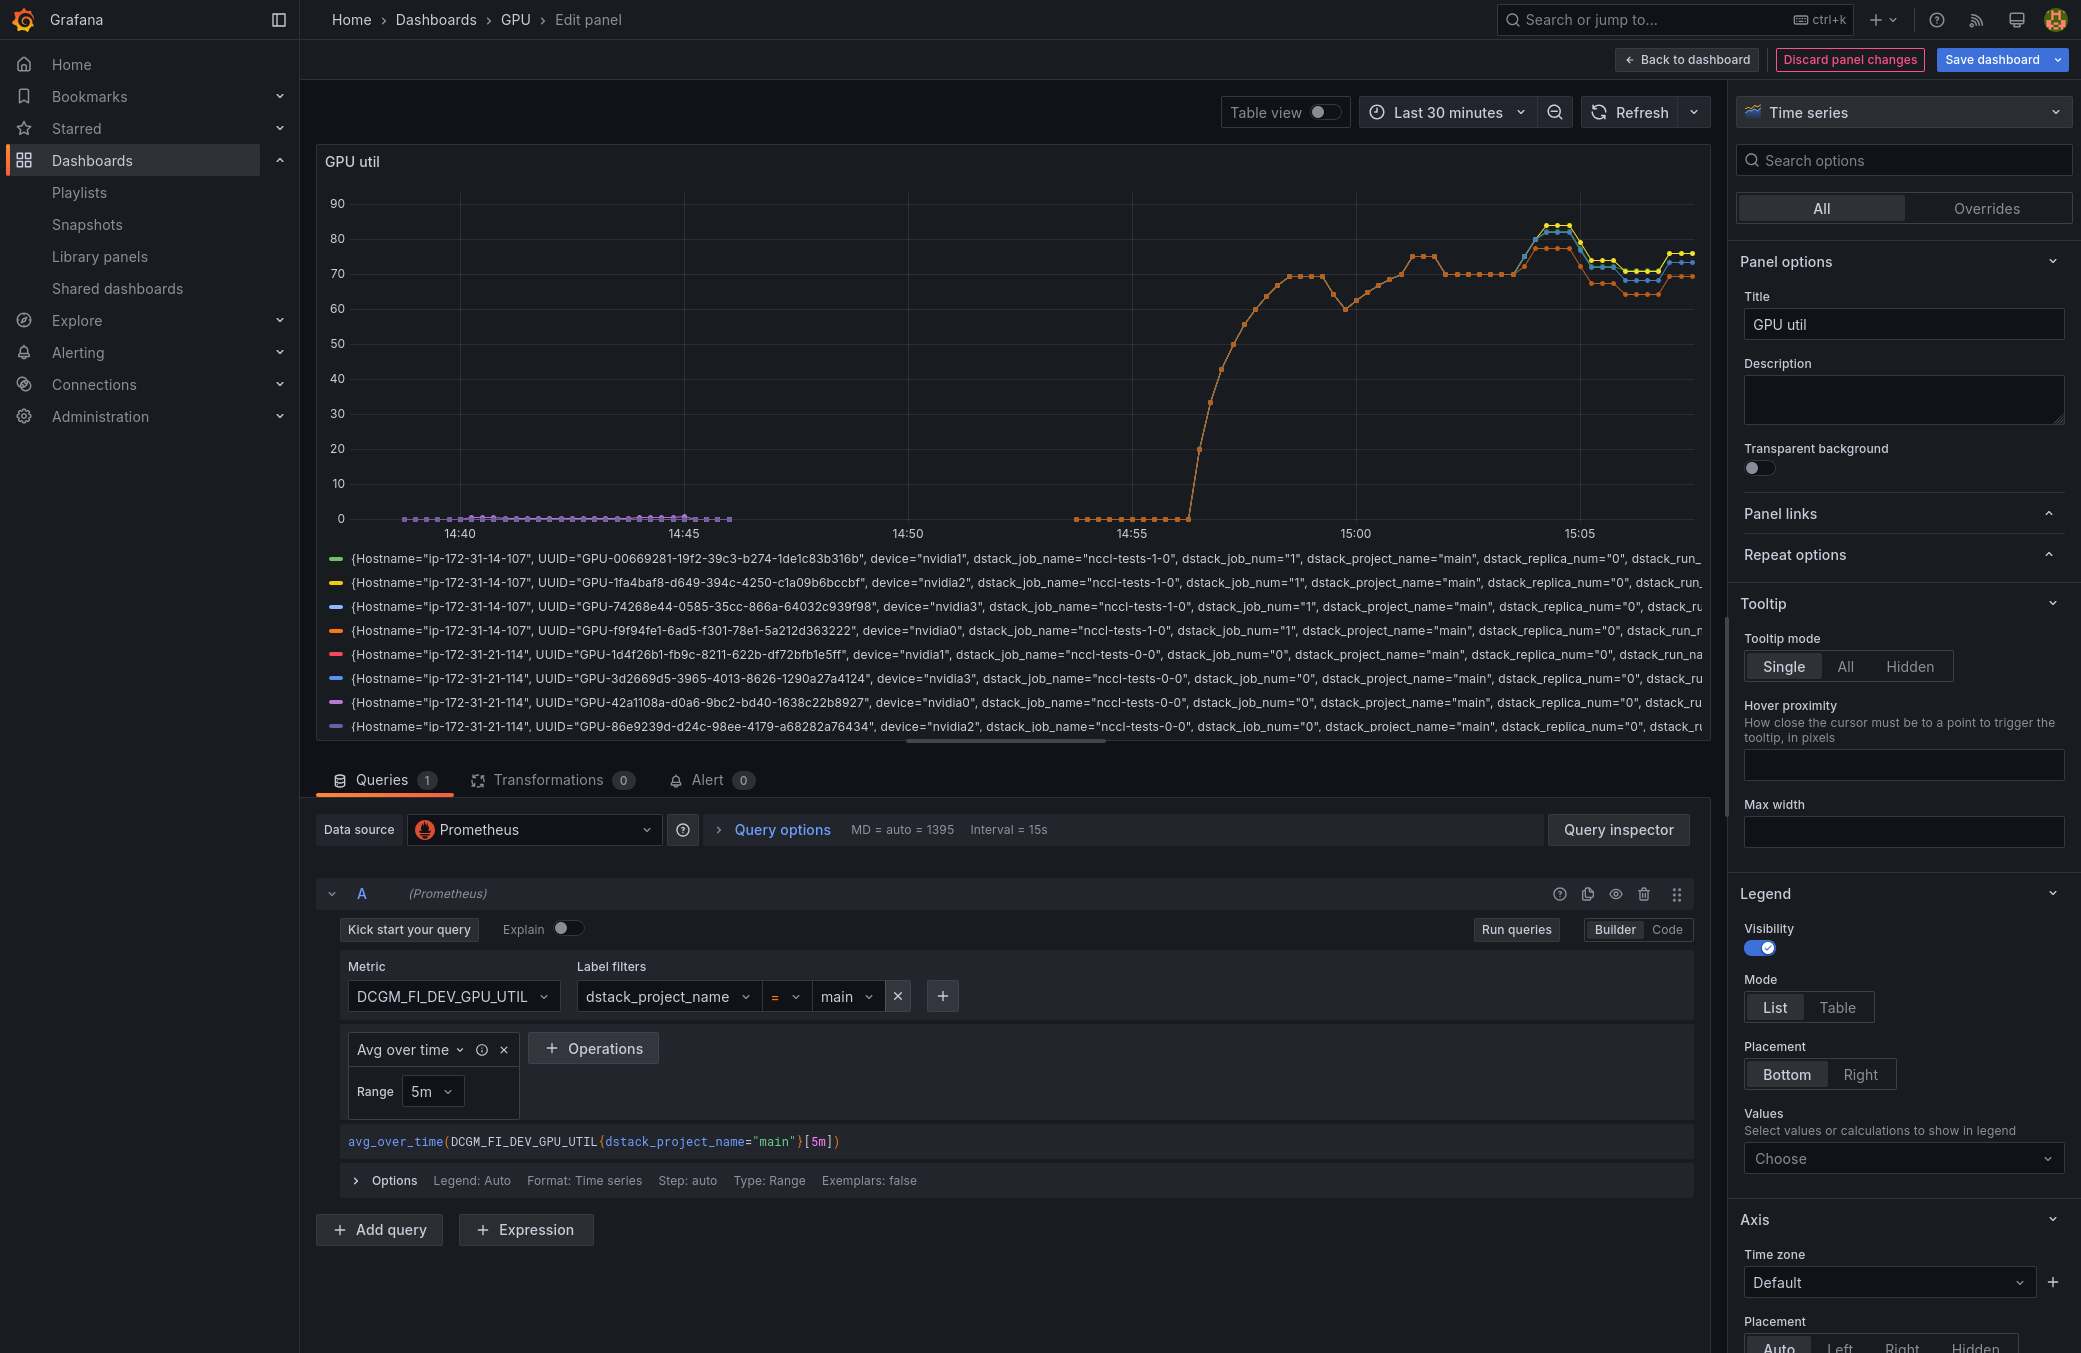 Grafana
Home › Dashboards › GPU › Edit panel
Search or jump to...
ctrl+k
Back to dashboard
Discard panel changes
Save dashboard
Home
Bookmarks
Starred
Dashboards
Playlists
Snapshots
Library panels
Shared dashboards
Explore
Alerting
Connections
Administration
Table view
Last 30 minutes
Refresh
GPU util
90
80
70
60
50
40
30
20
10
0
14:40 14:45 14:50 14:55 15:00 15:05
{Hostname="ip-172-31-14-107", UUID="GPU-00669281-19f2-39c3-b274-1de1c83b316b", device="nvidia1", dstack_job_name="nccl-tests-1-0", dstack_job_num="1", dstack_project_name="main", dstack_replica_num="0", dstack_run_
{Hostname="ip-172-31-14-107", UUID="GPU-1fa4baf8-d649-394c-4250-c1a09b6bccbf", device="nvidia2", dstack_job_name="nccl-tests-1-0", dstack_job_num="1", dstack_project_name="main", dstack_replica_num="0", dstack_run_
{Hostname="ip-172-31-14-107", UUID="GPU-74268e44-0585-35cc-866a-64032c939f98", device="nvidia3", dstack_job_name="nccl-tests-1-0", dstack_job_num="1", dstack_project_name="main", dstack_replica_num="0", dstack_ru
{Hostname="ip-172-31-14-107", UUID="GPU-f9f94fe1-6ad5-f301-78e1-5a212d363222", device="nvidia0", dstack_job_name="nccl-tests-1-0", dstack_job_num="1", dstack_project_name="main", dstack_replica_num="0", dstack_run_n
{Hostname="ip-172-31-21-114", UUID="GPU-1d4f26b1-fb9c-8211-622b-df72bfb1e5ff", device="nvidia1", dstack_job_name="nccl-tests-0-0", dstack_job_num="0", dstack_project_name="main", dstack_replica_num="0", dstack_run_na
{Hostname="ip-172-31-21-114", UUID="GPU-3d2669d5-3965-4013-8626-1290a27a4124", device="nvidia3", dstack_job_name="nccl-tests-0-0", dstack_job_num="0", dstack_project_name="main", dstack_replica_num="0", dstack_ru
{Hostname="ip-172-31-21-114", UUID="GPU-42a1108a-d0a6-9bc2-bd40-1638c22b8927", device="nvidia0", dstack_job_name="nccl-tests-0-0", dstack_job_num="0", dstack_project_name="main", dstack_replica_num="0", dstack_ru
{Hostname="ip-172-31-21-114", UUID="GPU-86e9239d-d24c-98ee-4179-a68282a76434", device="nvidia2", dstack_job_name="nccl-tests-0-0", dstack_job_num="0", dstack_project_name="main", dstack_replica_num="0", dstack_ru
Queries 1
Transformations 0
Alert 0
Data source
Prometheus
Query options
MD = auto = 1395
Interval = 15s
Query inspector
A
(Prometheus)
Kick start your query
Explain
Run queries
Builder
Code
Metric
Label filters
DCGM_FI_DEV_GPU_UTIL
dstack_project_name
=
main
Avg over time
Operations
Range
5m
avg_over_time(DCGM_FI_DEV_GPU_UTIL{dstack_project_name="main"}[5m])
Options
Legend: Auto
Format: Time series
Step: auto
Type: Range
Exemplars: false
Add query
Expression
Time series
Search options
All
Overrides
Panel options
Title
GPU util
Description
Transparent background
Panel links
Repeat options
Tooltip
Tooltip mode
Single
All
Hidden
Hover proximity
How close the cursor must be to a point to trigger the
tooltip, in pixels
Max width
Legend
Visibility
Mode
List
Table
Placement
Bottom
Right
Values
Select values or calculations to show in legend
Choose
Axis
Time zone
Default
Placement
Auto
Left
Right
Hidden